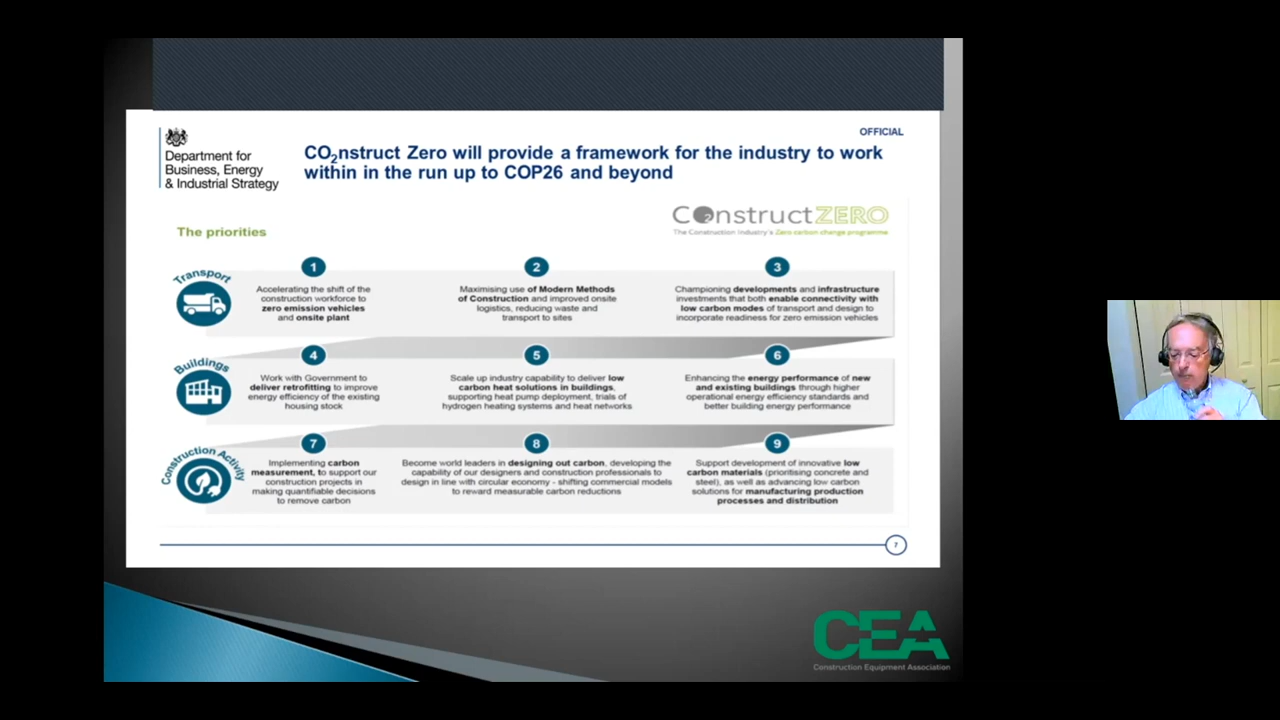 OFFICIAL
Department for
Business, Energy
& Industrial Strategy
CO2nstruct Zero will provide a framework for the industry to work
within in the run up to COP26 and beyond
CO2nstructZERO
The Construction Industry's Zero carbon change programme
The priorities
Transport
1
Accelerating the shift of the
construction workforce to
zero emission vehicles
and onsite plant
2
Maximising use of Modern Methods
of Construction and improved onsite
logistics, reducing waste and
transport to sites
3
Championing developments and infrastructure
investments that both enable connectivity with
low carbon modes of transport and design to
incorporate readiness for zero emission vehicles
Buildings
4
Work with Government to
deliver retrofitting to improve
energy efficiency of the existing
housing stock
5
Scale up industry capability to deliver low
carbon heat solutions in buildings,
supporting heat pump deployment, trials of
hydrogen heating systems and heat networks
6
Enhancing the energy performance of new
and existing buildings through higher
operational energy efficiency standards and
better building energy performance
Construction Activity
7
Implementing carbon
measurement, to support our
construction projects in
making quantifiable decisions
to remove carbon
8
Become world leaders in designing out carbon, developing the
capability of our designers and construction professionals to
design in line with circular economy - shifting commercial models
to reward measurable carbon reductions
9
Support development of innovative low
carbon materials (prioritising concrete and
steel), as well as advancing low carbon
solutions for manufacturing production
processes and distribution
7
CEA
Construction Equipment Association